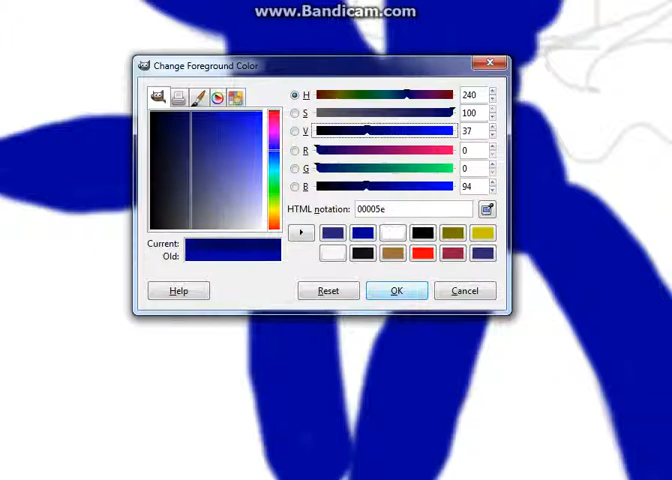 www.Bandicam.com
Change Foreground Color
H 240
S 100
V 37
R 0
G 0
B 94
HTML notation: 00005e
Current:
Old:
Help
Reset
OK
Cancel